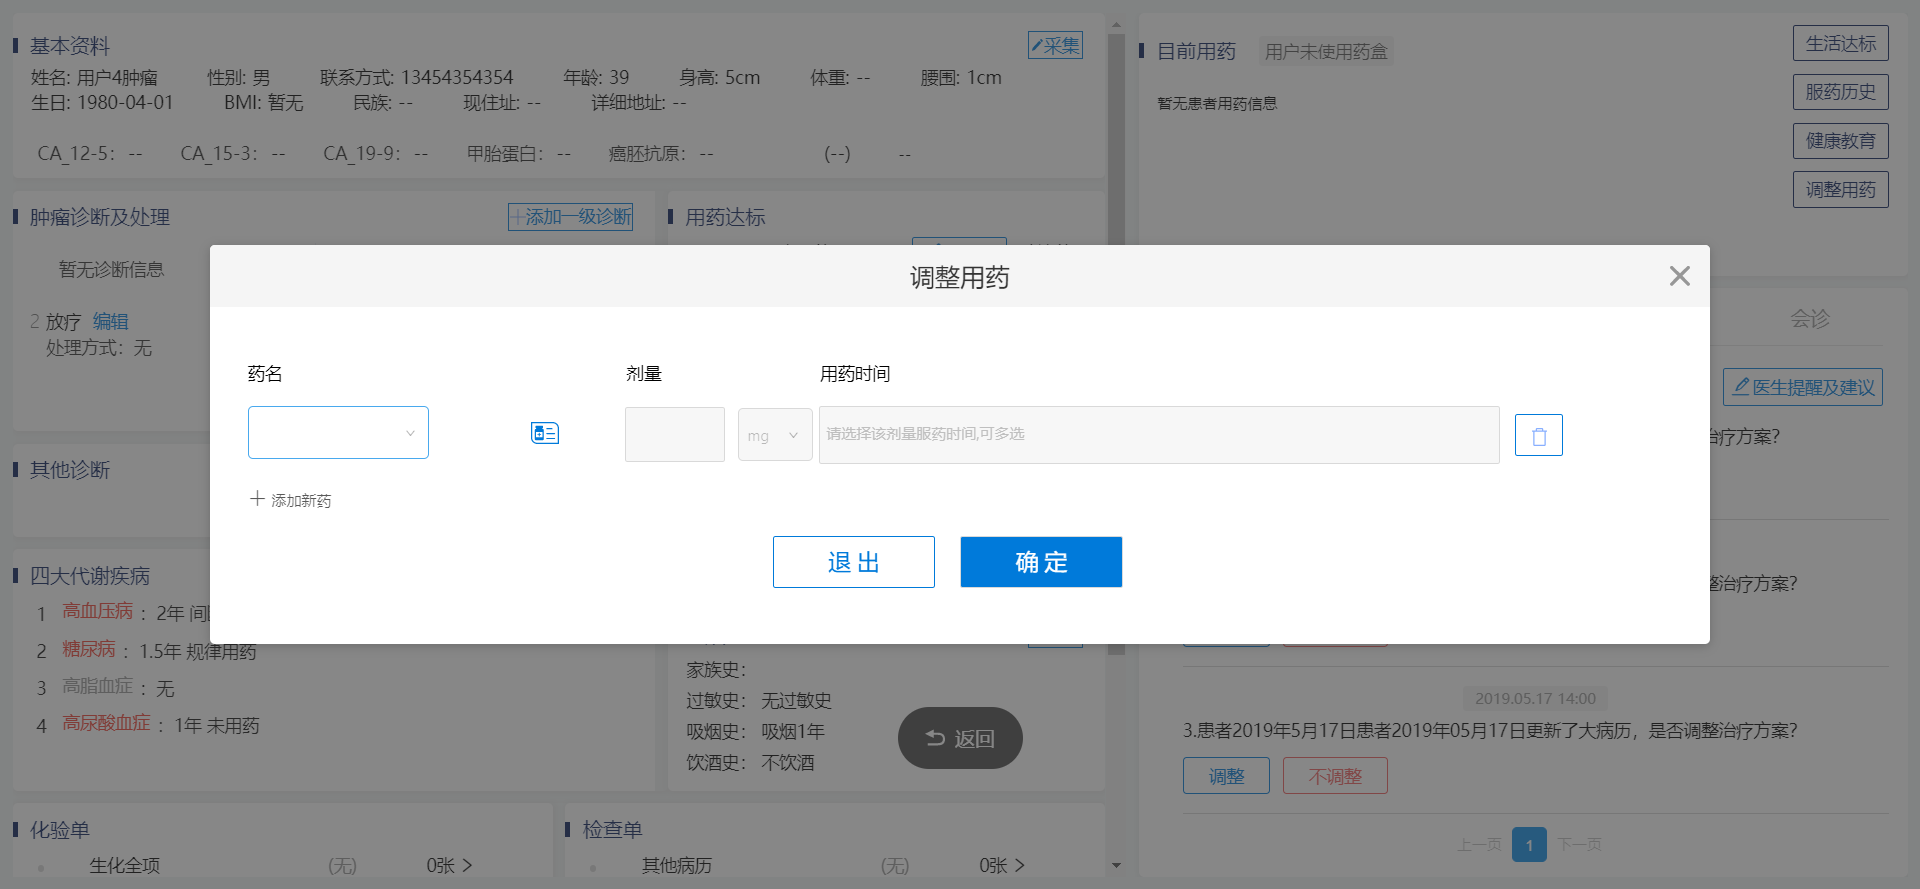 基本资料
采集
姓名: 用户4肿瘤 性别: 男 联系方式: 13454354354 年龄: 39 身高: 5cm 体重: -- 腰围: 1cm
生日: 1980-04-01 BMI: 暂无 民族: -- 现住址: -- 详细地址: --
CA_12-5: -- CA_15-3: -- CA_19-9: -- 甲胎蛋白: -- 癌胚抗原: -- (--) --
目前用药 用户未使用药盒
暂无患者用药信息
生活达标
服药历史
健康教育
调整用药
肿瘤诊断及处理
添加一级诊断
暂无诊断信息
2 放疗 编辑
处理方式: 无
用药达标
调整用药
药名 剂量 用药时间
mg 请选择该剂量服药时间,可多选
添加新药
退出 确定
会诊
医生提醒及建议
治疗方案?
整治疗方案?
其他诊断
四大代谢疾病
1 高血压病 : 2年 间
2 糖尿病 : 1.5年 规律用药
3 高脂血症 : 无
4 高尿酸血症 : 1年 未用药
家族史:
过敏史: 无过敏史
吸烟史: 吸烟1年
饮酒史: 不饮酒
返回
2019.05.17 14:00
3.患者2019年5月17日患者2019年05月17日更新了大病历，是否调整治疗方案?
调整 不调整
上一页 1 下一页
化验单
生化全项 (无) 0张
检查单
其他病历 (无) 0张